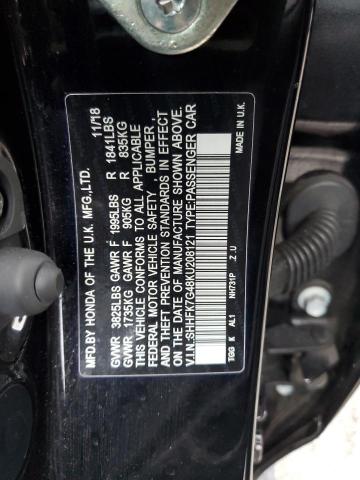 MFD.BY HONDA OF THE U.K. MFG.,LTD. 11/18
GVWR 3825LBS GAWR F 1995LBS R 1841LBS
GVWR 1735KG GAWR F 905KG R 835KG
THIS VEHICLE CONFORMS TO ALL APPLICABLE
FEDERAL MOTOR VEHICLE SAFETY, BUMPER,
AND THEFT PREVENTION STANDARDS IN EFFECT
ON THE DATE OF MANUFACTURE SHOWN ABOVE.
V.I.N.:SHHFK7G48KU208121 TYPE:PASSENGER CAR
TGG K AL1 NH731P Z U MADE IN U.K.